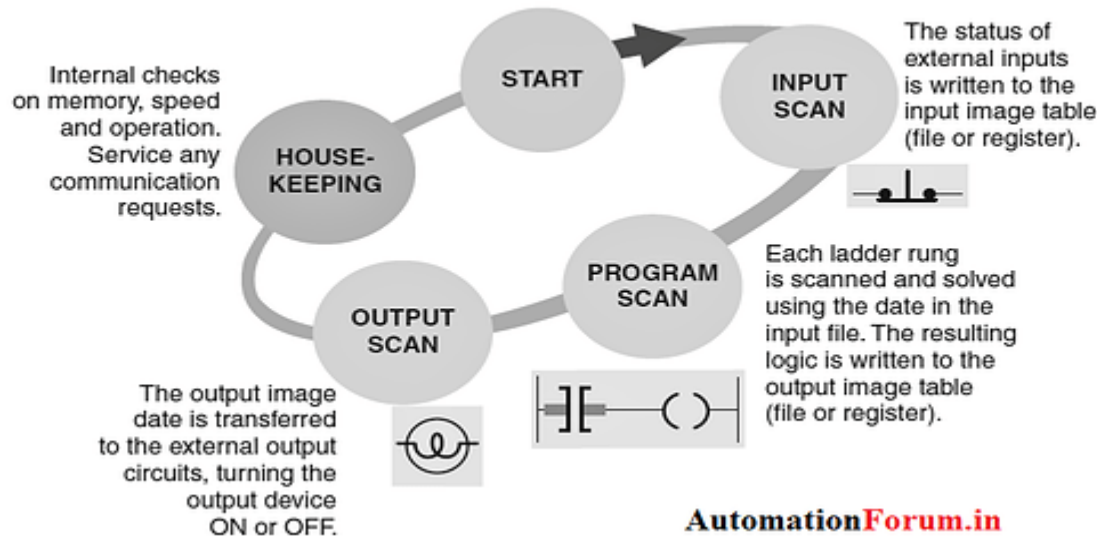 START
INPUT
SCAN
The status of
external inputs
is written to the
input image table
(file or register).
PROGRAM
SCAN
Each ladder rung
is scanned and solved
using the date in the
input file. The resulting
logic is written to the
output image table
(file or register).
OUTPUT
SCAN
The output image
date is transferred
to the external output
circuits, turning the
output device
ON or OFF.
HOUSE-
KEEPING
Internal checks
on memory, speed
and operation.
Service any
communication
requests.
AutomationForum.in